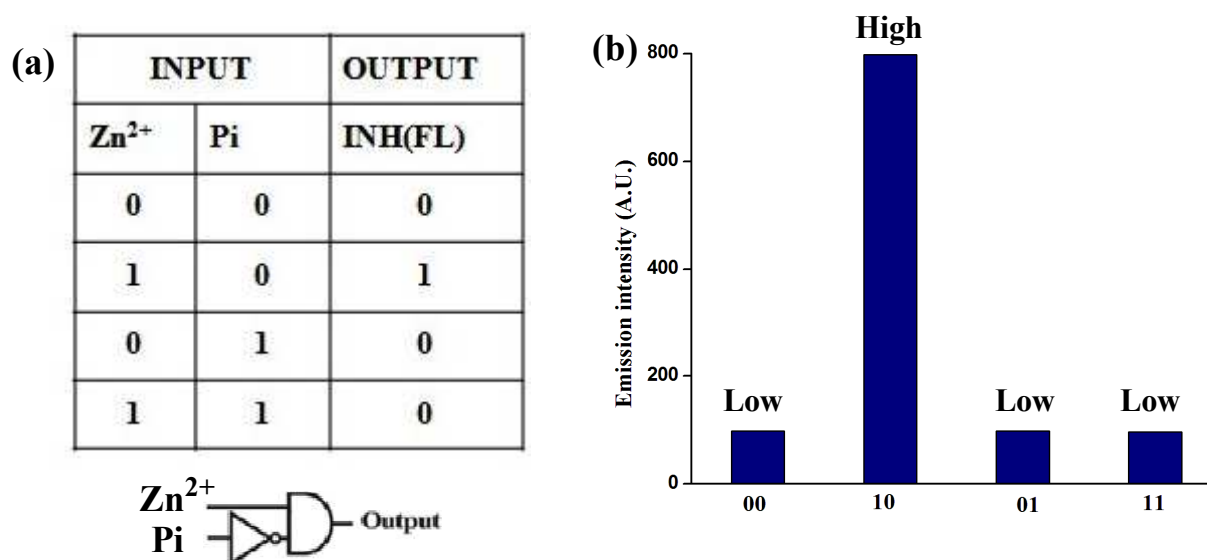 (a)
INPUT OUTPUT
Zn²⁺ Pi INH(FL)
0 0 0
1 0 1
0 1 0
1 1 0
Zn²⁺
Pi
Output
(b)
High
800
600
400
200
0
Emission intensity (A.U.)
Low Low Low
00 10 01 11